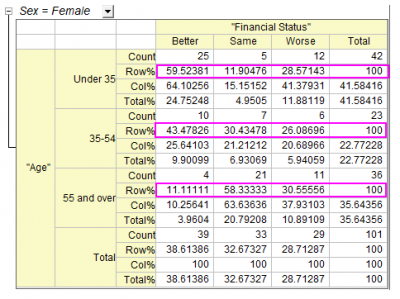 Sex = Female
"Financial Status"
Better Same Worse Total
"Age" Under 35 Count 25 5 12 42
Row% 59.52381 11.90476 28.57143 100
Col% 64.10256 15.15152 41.37931 41.58416
Total% 24.75248 4.9505 11.88119 41.58416
35-54 Count 10 7 6 23
Row% 43.47826 30.43478 26.08696 100
Col% 25.64103 21.21212 20.68966 22.77228
Total% 9.90099 6.93069 5.94059 22.77228
55 and over Count 4 21 11 36
Row% 11.11111 58.33333 30.55556 100
Col% 10.25641 63.63636 37.93103 35.64356
Total% 3.9604 20.79208 10.89109 35.64356
Total Count 39 33 29 101
Row% 38.61386 32.67327 28.71287 100
Col% 100 100 100 100
Total% 38.61386 32.67327 28.71287 100